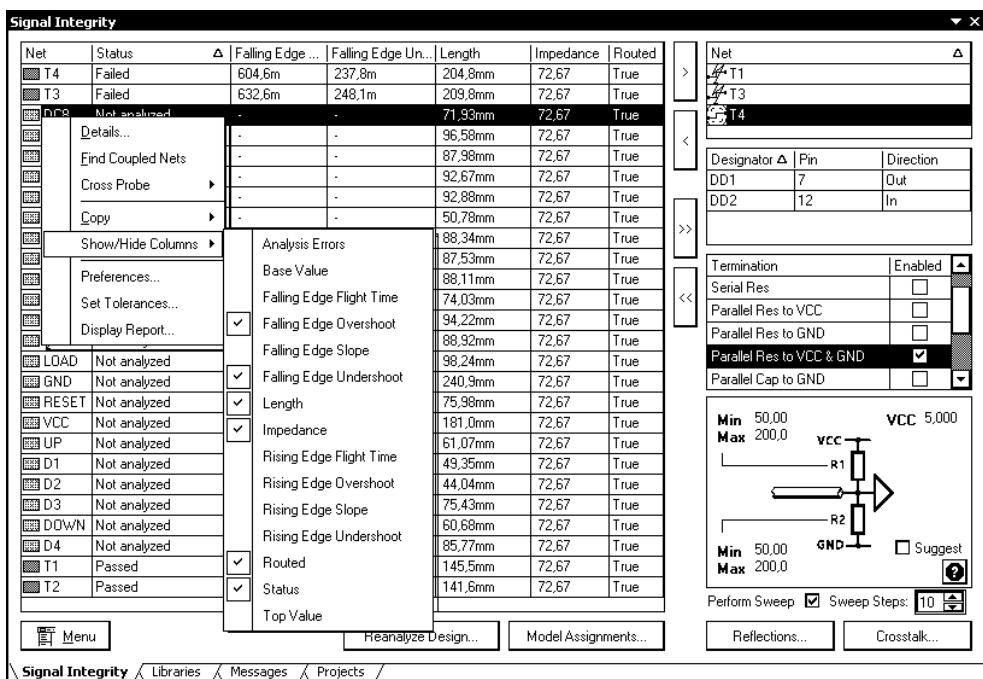 Signal Integrity
Net Status Falling Edge ... Falling Edge Un... Length Impedance Routed
T4 Failed 604,6m 237,8m 204,8mm 72,67 True
T3 Failed 632,6m 248,1m 209,8mm 72,67 True
DC8 Not analyzed - - 71,93mm 72,67 True
- - 96,58mm 72,67 True
- - 87,98mm 72,67 True
- - 92,67mm 72,67 True
- - 92,88mm 72,67 True
- - 50,78mm 72,67 True
88,34mm 72,67 True
87,53mm 72,67 True
88,11mm 72,67 True
74,03mm 72,67 True
94,22mm 72,67 True
88,92mm 72,67 True
LOAD Not analyzed 98,24mm 72,67 True
GND Not analyzed 240,9mm 72,67 True
RESET Not analyzed 75,98mm 72,67 True
VCC Not analyzed 181,0mm 72,67 True
UP Not analyzed 61,07mm 72,67 True
D1 Not analyzed 49,35mm 72,67 True
D2 Not analyzed 44,04mm 72,67 True
D3 Not analyzed 75,43mm 72,67 True
DOWN Not analyzed 60,68mm 72,67 True
D4 Not analyzed 85,77mm 72,67 True
T1 Passed 145,5mm 72,67 True
T2 Passed 141,6mm 72,67 True
Details...
Find Coupled Nets
Cross Probe
Copy
Show/Hide Columns
Preferences...
Set Tolerances...
Display Report...
Analysis Errors
Base Value
Falling Edge Flight Time
Falling Edge Overshoot
Falling Edge Slope
Falling Edge Undershoot
Length
Impedance
Rising Edge Flight Time
Rising Edge Overshoot
Rising Edge Slope
Rising Edge Undershoot
Routed
Status
Top Value
Menu
Reanalyze Design...
Model Assignments...
>
<
>>
<<
Net
T1
T3
T4
Designator Pin Direction
DD1 7 Out
DD2 12 In
Termination Enabled
Serial Res
Parallel Res to VCC
Parallel Res to GND
Parallel Res to VCC & GND
Parallel Cap to GND
Min 50,00 VCC 5,000
Max 200,0
VCC
R1
R2
GND
Min 50,00
Max 200,0
Suggest
?
Perform Sweep Sweep Steps: 10
Reflections... Crosstalk...
Signal Integrity Libraries Messages Projects